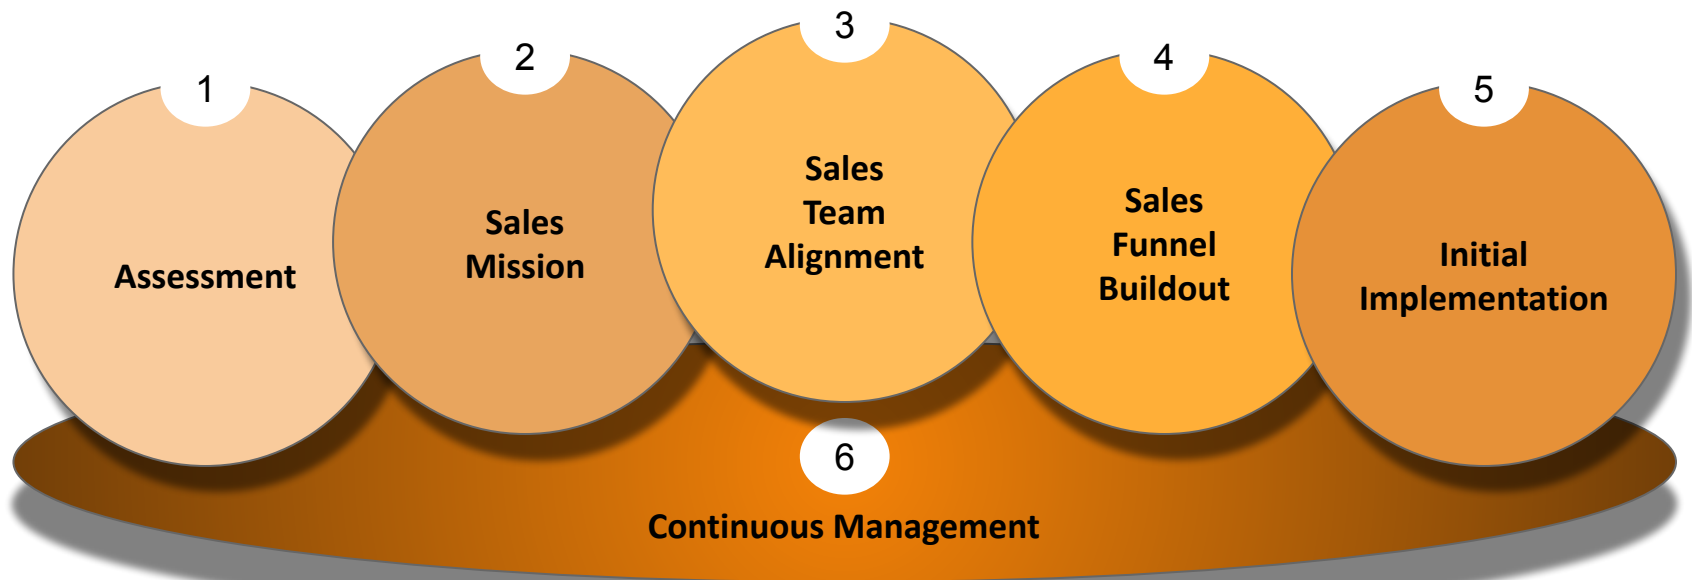 1
Assessment
2
Sales
Mission
3
Sales
Team
Alignment
4
Sales
Funnel
Buildout
5
Initial
Implementation
6
Continuous Management